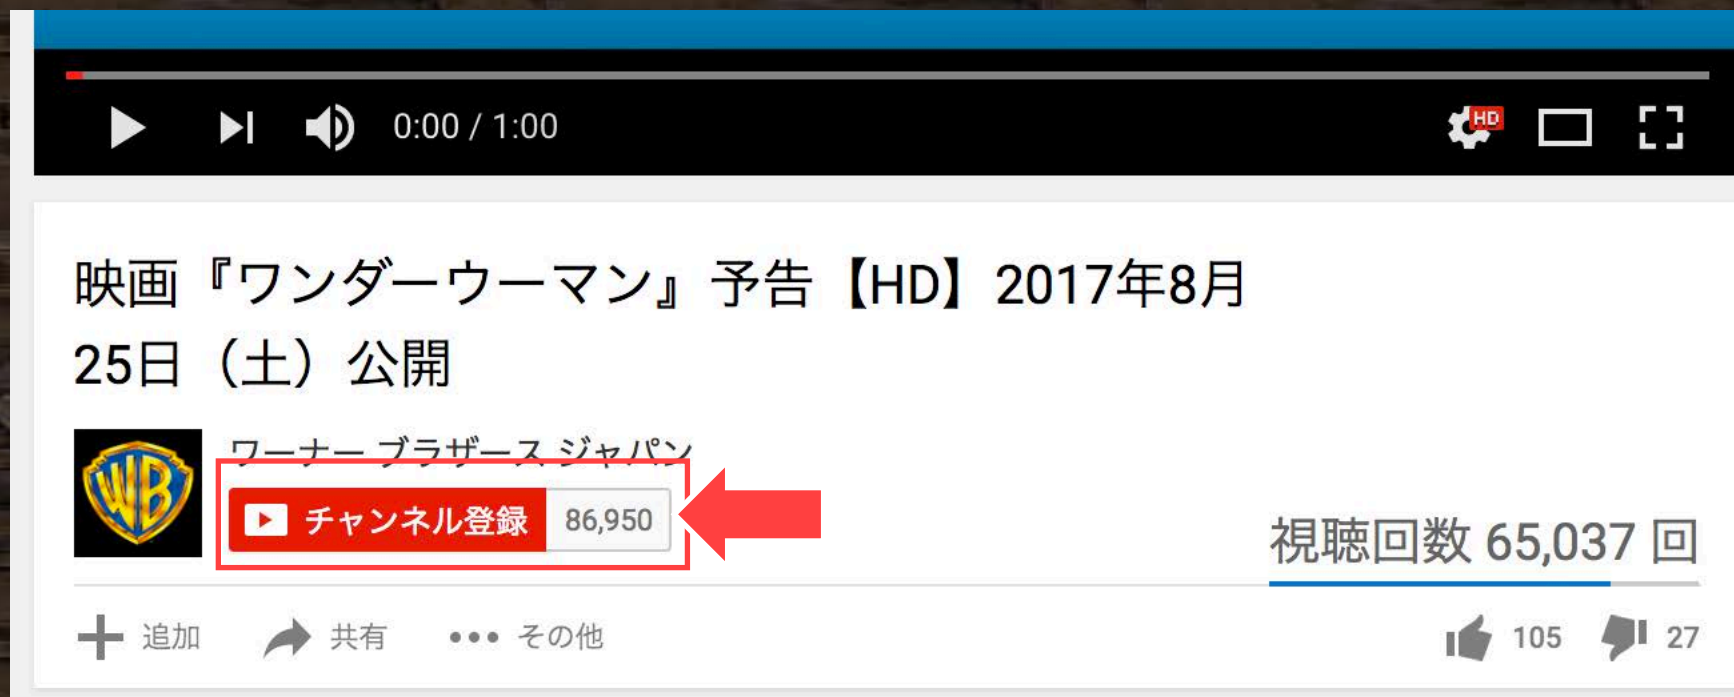 0:00 / 1:00
HD
映画『ワンダーウーマン』予告【HD】2017年8月
25日（土）公開
WB
ワーナー ブラザース ジャパン
チャンネル登録 86,950
視聴回数 65,037 回
追加 共有 その他 105 27